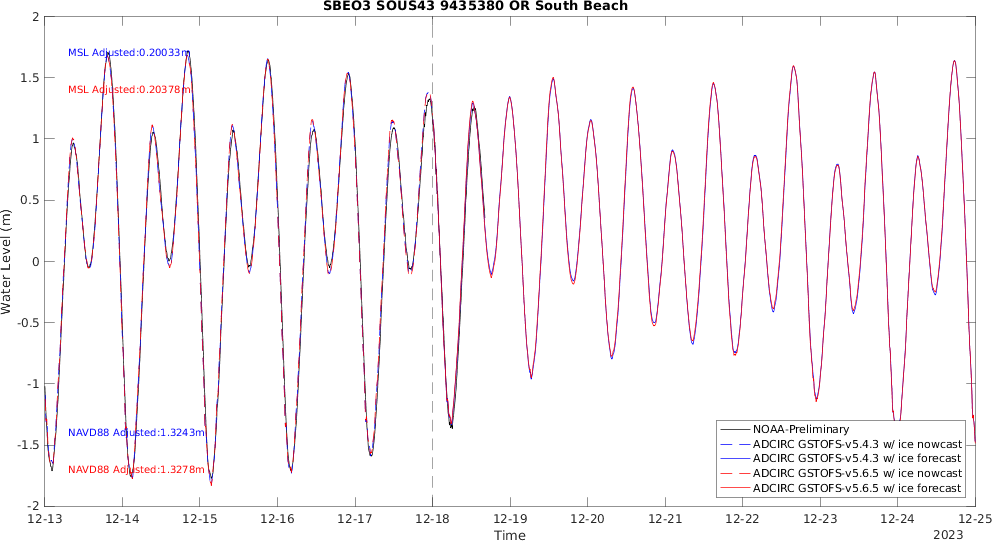 SBEO3 SOUS43 9435380 OR South Beach
2
1.5
1
0.5
0
-0.5
-1
-1.5
-2
Water Level (m)
MSL Adjusted:0.20033m
MSL Adjusted:0.20378m
NAVD88 Adjusted:1.3243m
NAVD88 Adjusted:1.3278m
NOAA-Preliminary
ADCIRC GSTOFS-v5.4.3 w/ ice nowcast
ADCIRC GSTOFS-v5.4.3 w/ ice forecast
ADCIRC GSTOFS-v5.6.5 w/ ice nowcast
ADCIRC GSTOFS-v5.6.5 w/ ice forecast
12-13 12-14 12-15 12-16 12-17 12-18 12-19 12-20 12-21 12-22 12-23 12-24 12-25
Time
2023